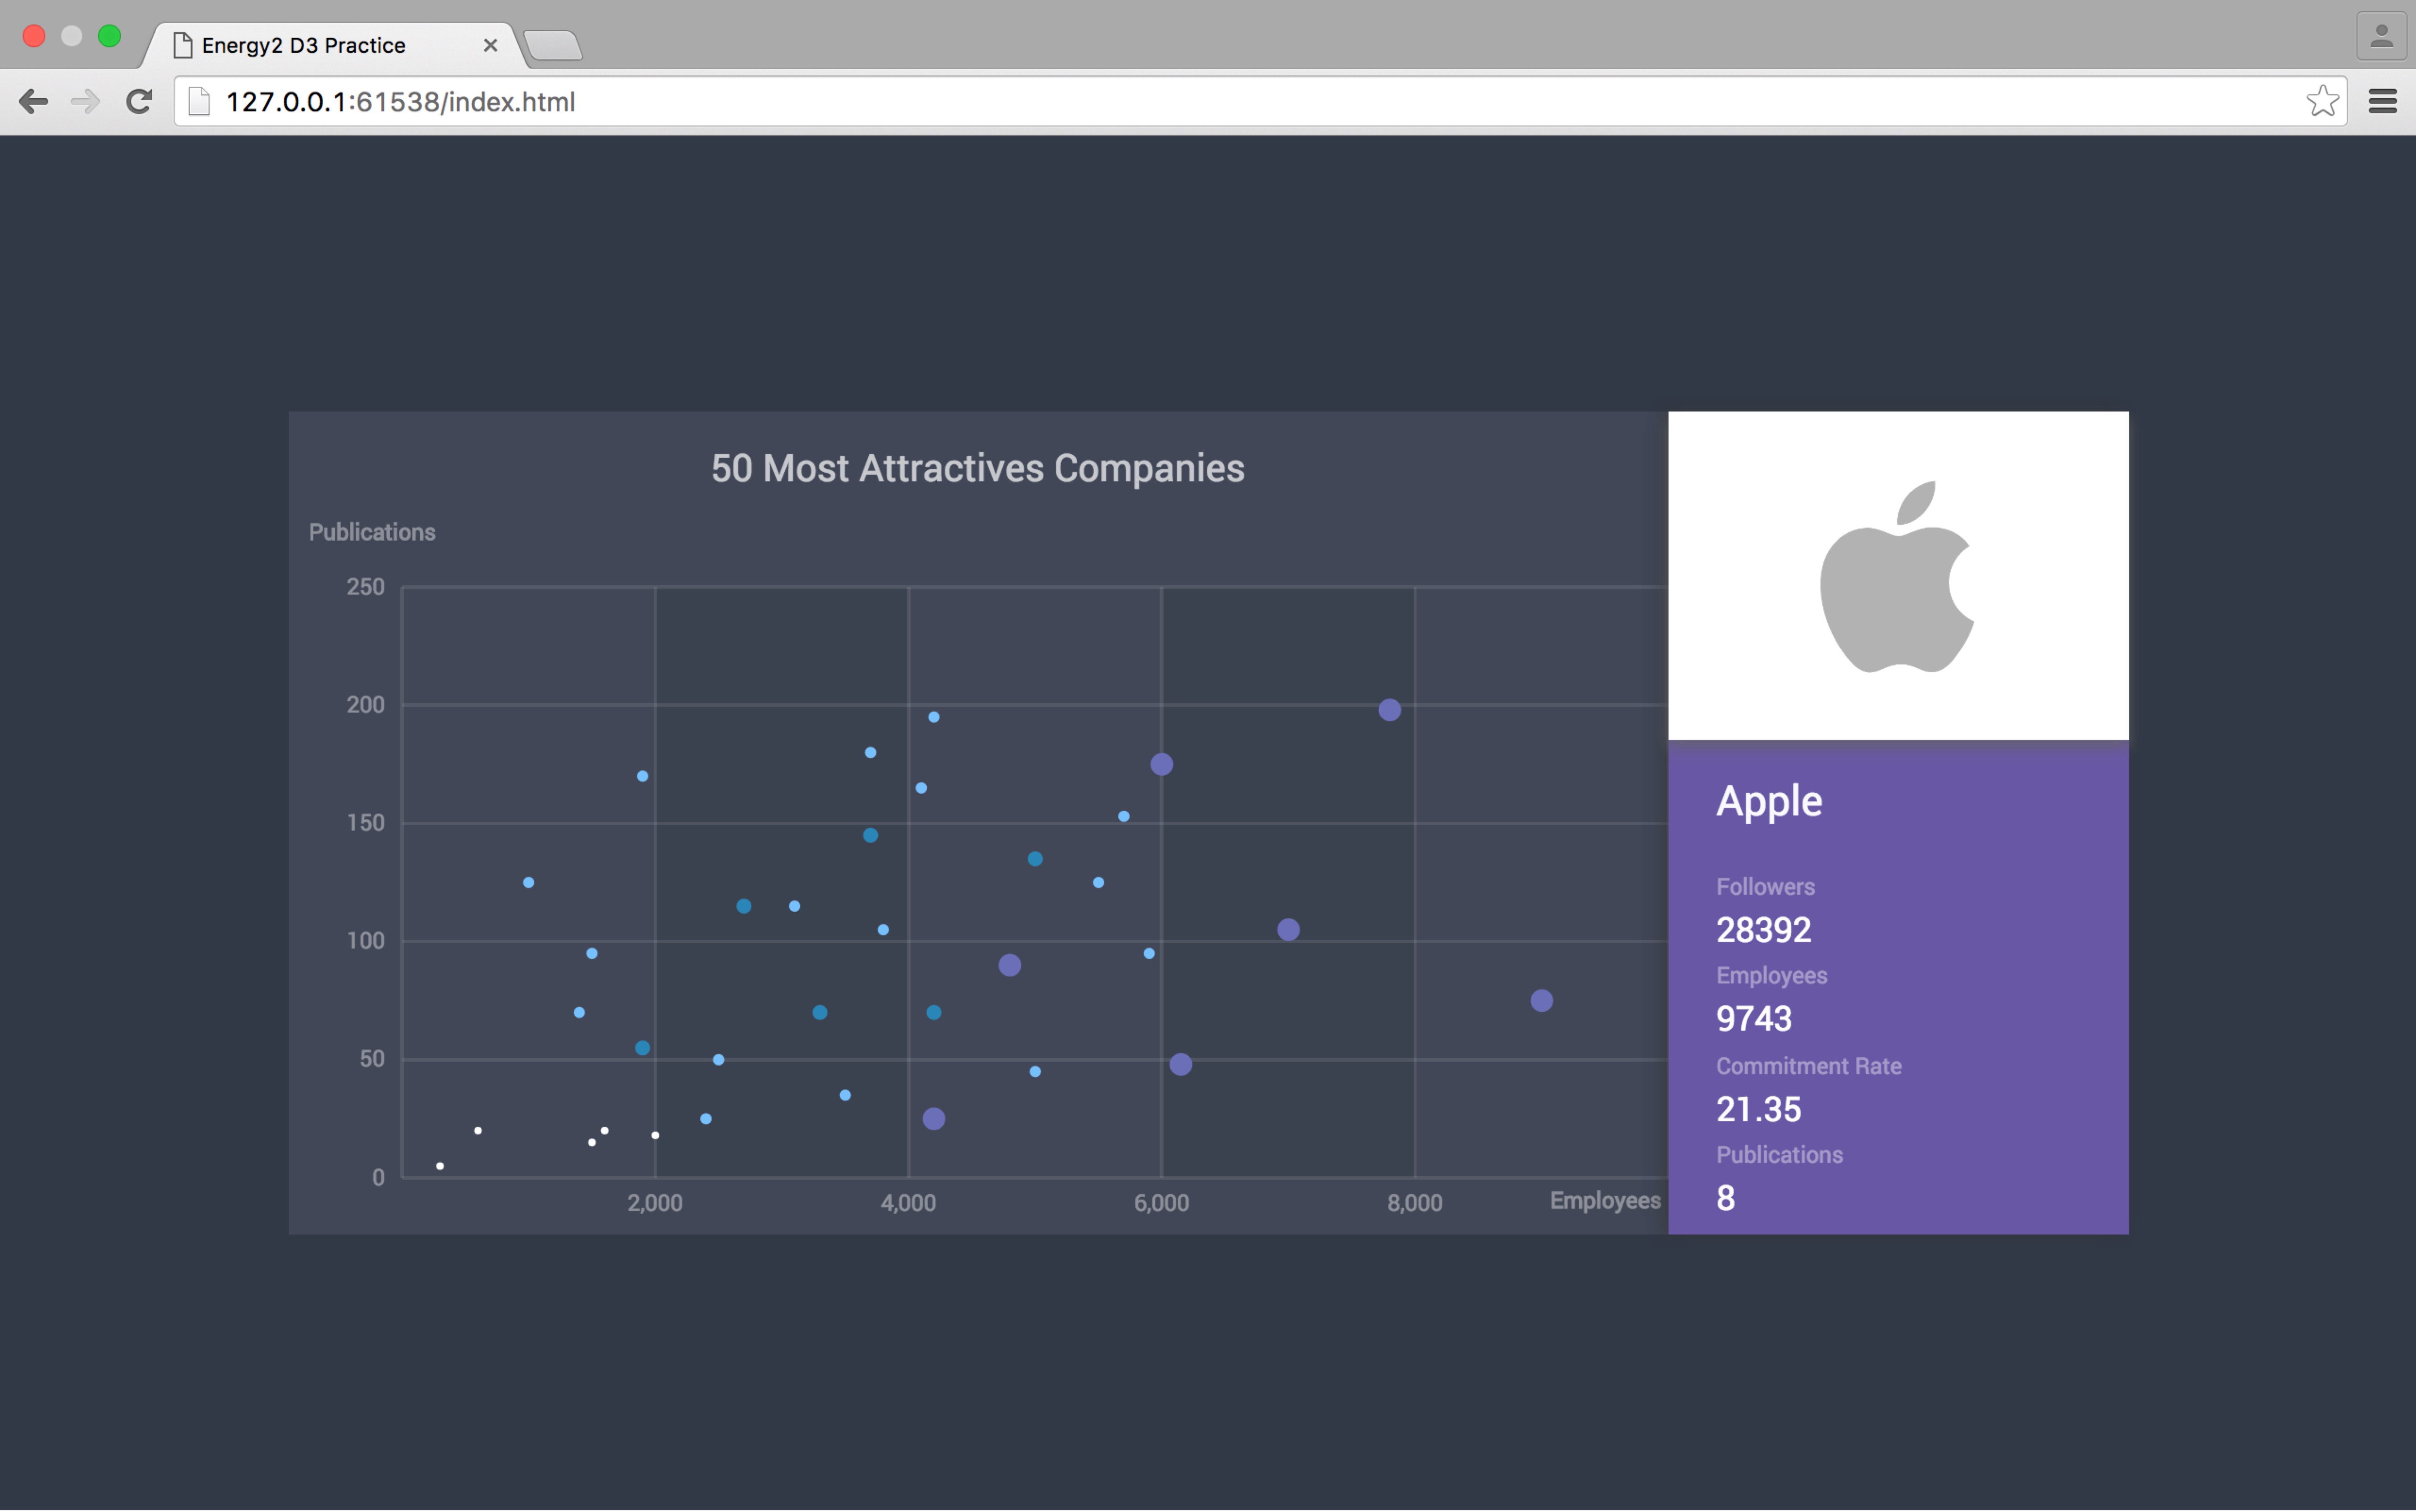 Energy2 D3 Practice
127.0.0.1:61538/index.html
50 Most Attractives Companies
Publications
250
200
150
100
50
0
2,000 4,000 6,000 8,000 Employees
Apple
Followers
28392
Employees
9743
Commitment Rate
21.35
Publications
8